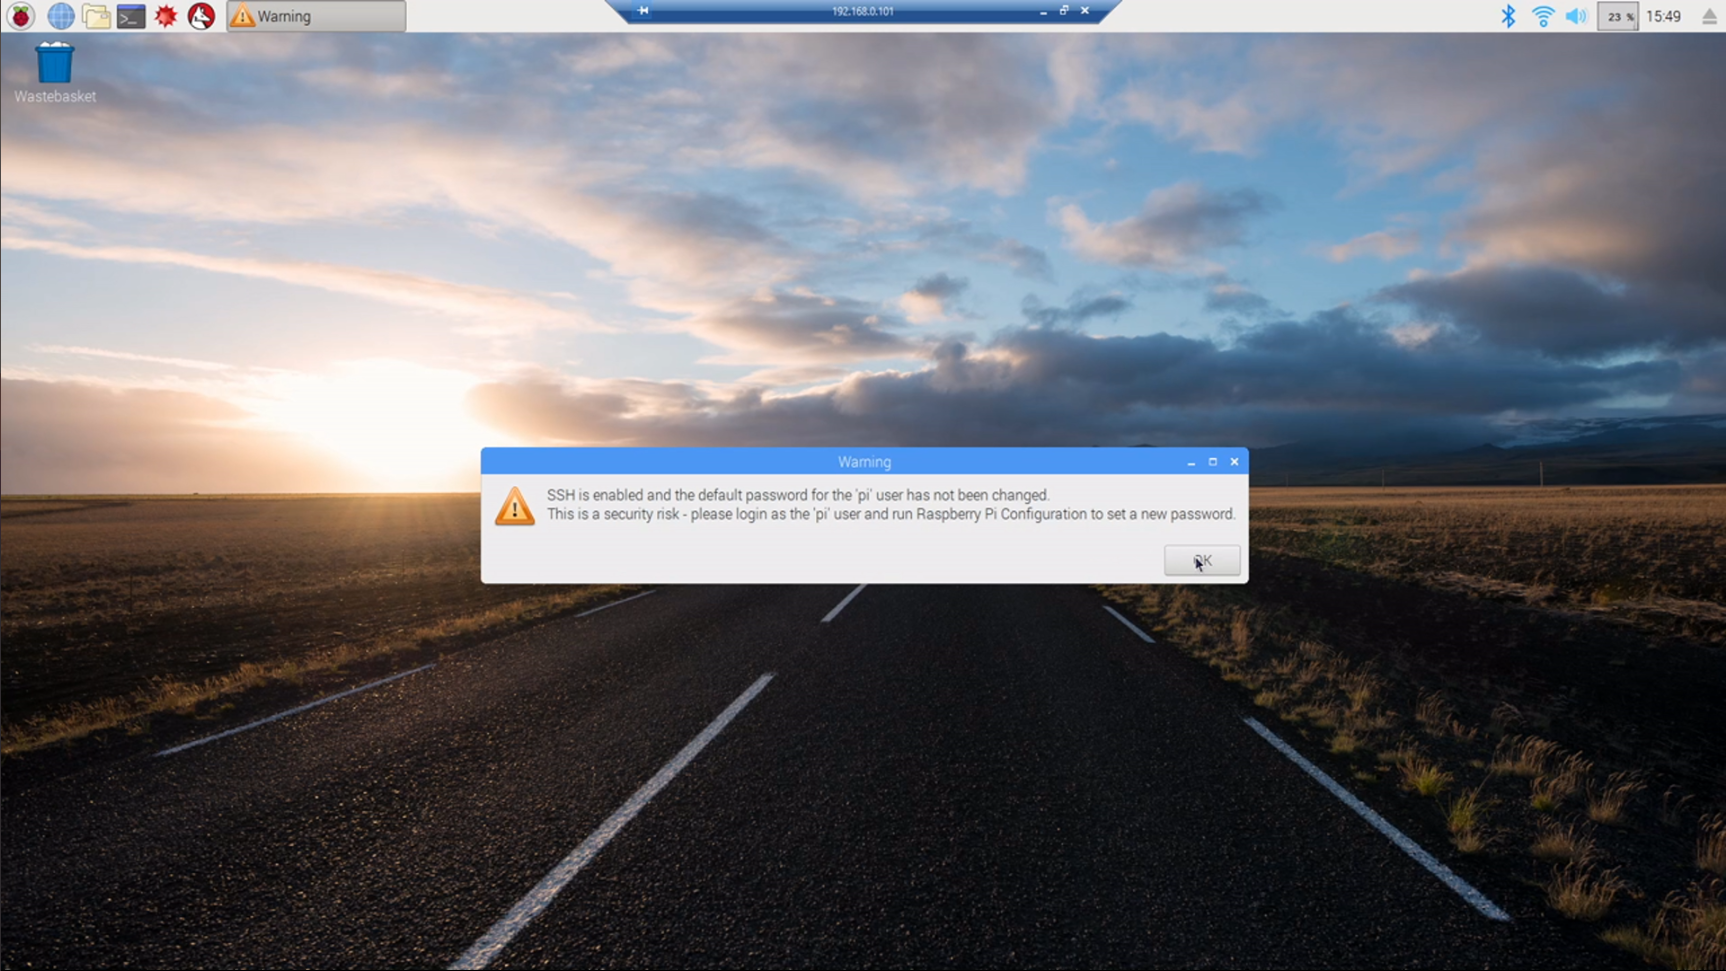 Warning
192.168.0.101
23 %
15:49
Wastebasket
Warning
SSH is enabled and the default password for the 'pi' user has not been changed.
This is a security risk - please login as the 'pi' user and run Raspberry Pi Configuration to set a new password.
OK